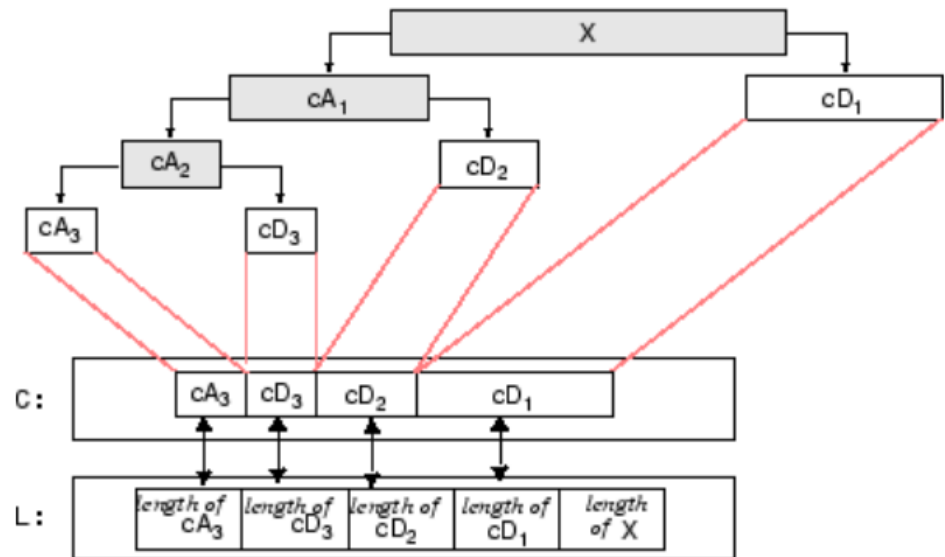 X
cA₁
cD₁
cA₂
cD₂
cA₃
cD₃
C: cA₃ cD₃ cD₂ cD₁
L: length of cA₃ length of cD₃ length of cD₂ length of cD₁ length of X